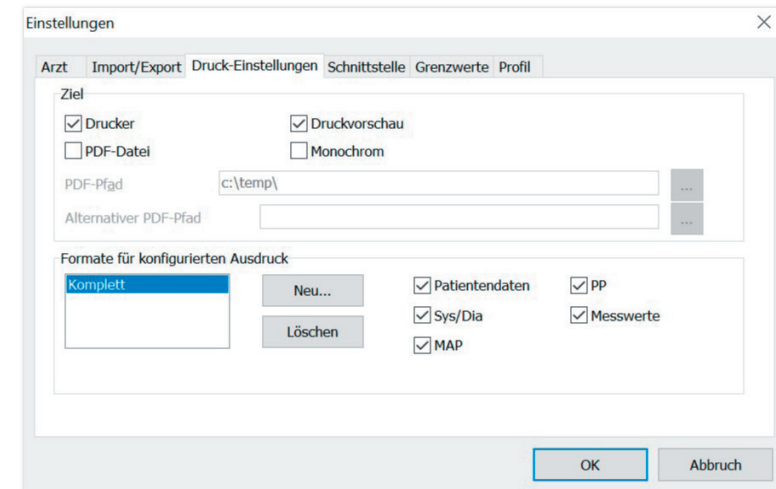 Einstellungen
Arzt Import/Export Druck-Einstellungen Schnittstelle Grenzwerte Profil
Ziel
Drucker Druckvorschau
PDF-Datei Monochrom
PDF-Pfad c:\temp\ ...
Alternativer PDF-Pfad ...
Formate für konfigurierten Ausdruck
Komplett Neu... Patientendaten PP
Löschen Sys/Dia Messwerte
MAP
OK Abbruch